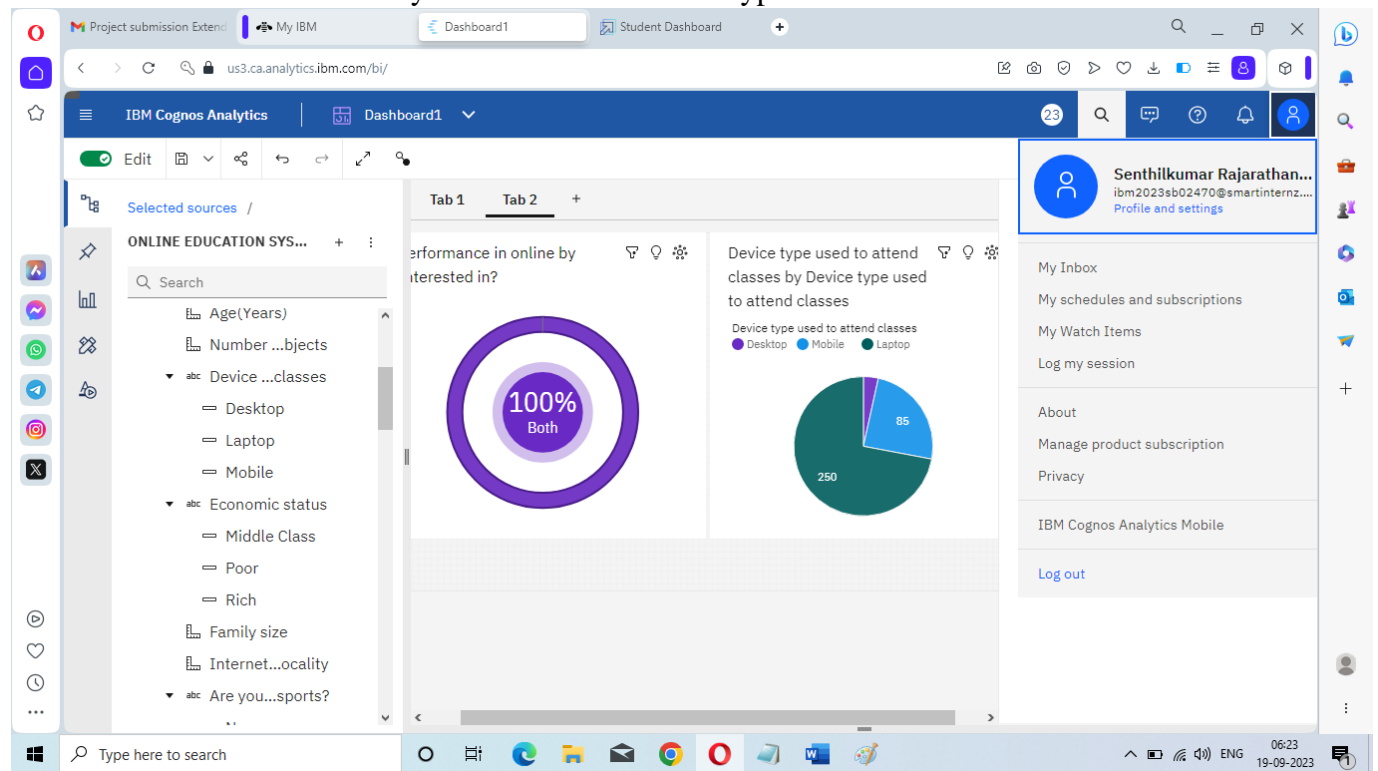 Project submission Extend
My IBM
Dashboard1
Student Dashboard
us3.ca.analytics.ibm.com/bi/
IBM Cognos Analytics
Dashboard1
23
Edit
Senthilkumar Rajarathan...
ibm2023sb02470@smartinternz....
Profile and settings
Selected sources /
Tab 1 Tab 2 +
ONLINE EDUCATION SYS...
Search
Age(Years)
Number ...bjects
abc Device ...classes
Desktop
Laptop
Mobile
abc Economic status
Middle Class
Poor
Rich
Family size
Internet...ocality
abc Are you...sports?
erformance in online by
nterested in?
100%
Both
Device type used to attend
classes by Device type used
to attend classes
Device type used to attend classes
Desktop Mobile Laptop
85
250
My Inbox
My schedules and subscriptions
My Watch Items
Log my session
About
Manage product subscription
Privacy
IBM Cognos Analytics Mobile
Log out
Type here to search
ENG
06:23
19-09-2023
1